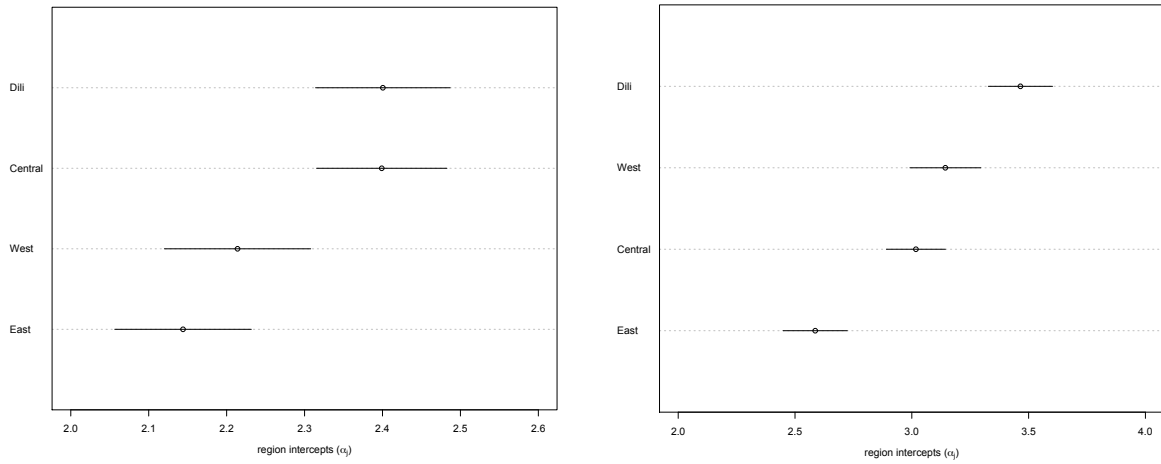 Dili
Central
West
East
2.0 2.1 2.2 2.3 2.4 2.5 2.6
region intercepts (αj)
Dili
West
Central
East
2.0 2.5 3.0 3.5 4.0
region intercepts (αj)